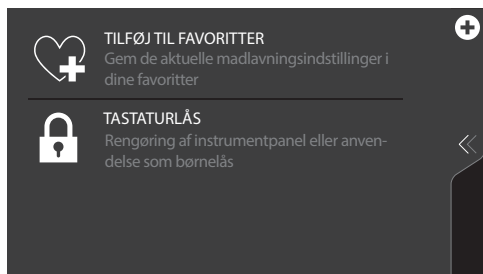 TILFØJ TIL FAVORITTER
Gem de aktuelle madlavningsindstillinger i
dine favoritter
TASTATURLÅS
Rengøring af instrumentpanel eller anven-
delse som børnelås